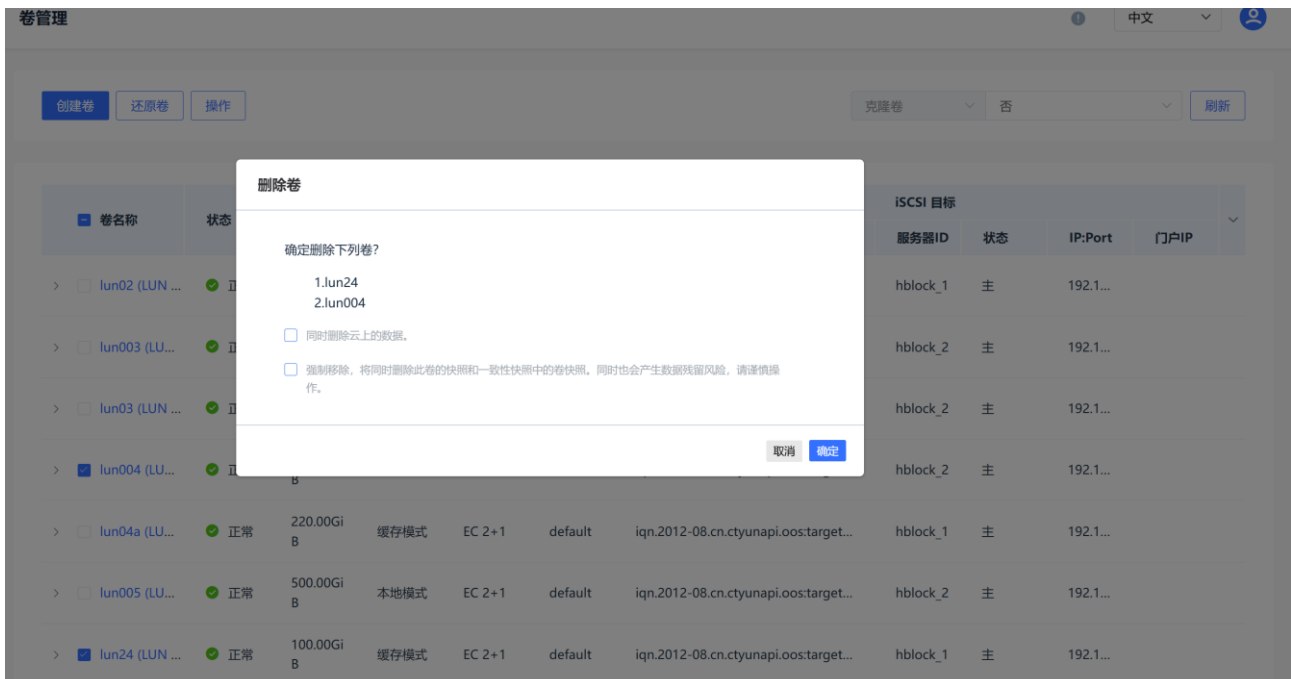 卷管理
中文
创建卷 还原卷 操作 克隆卷 否 刷新
删除卷
确定删除下列卷？
1.lun24
2.lun004
同时删除云上的数据。
强制移除，将同时删除此卷的快照和一致性快照中的卷快照。同时也会产生数据残留风险，请谨慎操
作。
取消 确定
iSCSI 目标
卷名称 状态 服务器ID 状态 IP:Port 门户IP
lun02 (LUN ... 正 hblock_1 主 192.1...
lun003 (LU... 正 hblock_2 主 192.1...
lun03 (LUN ... 正 hblock_2 主 192.1...
lun004 (LU... 正 B hblock_2 主 192.1...
lun04a (LU... 正常 220.00Gi 缓存模式 EC 2+1 default iqn.2012-08.cn.ctyunapi.oos:target... hblock_1 主 192.1...
B
lun005 (LU... 正常 500.00Gi 本地模式 EC 2+1 default iqn.2012-08.cn.ctyunapi.oos:target... hblock_2 主 192.1...
B
lun24 (LUN ... 正常 100.00Gi 缓存模式 EC 2+1 default iqn.2012-08.cn.ctyunapi.oos:target... hblock_1 主 192.1...
B